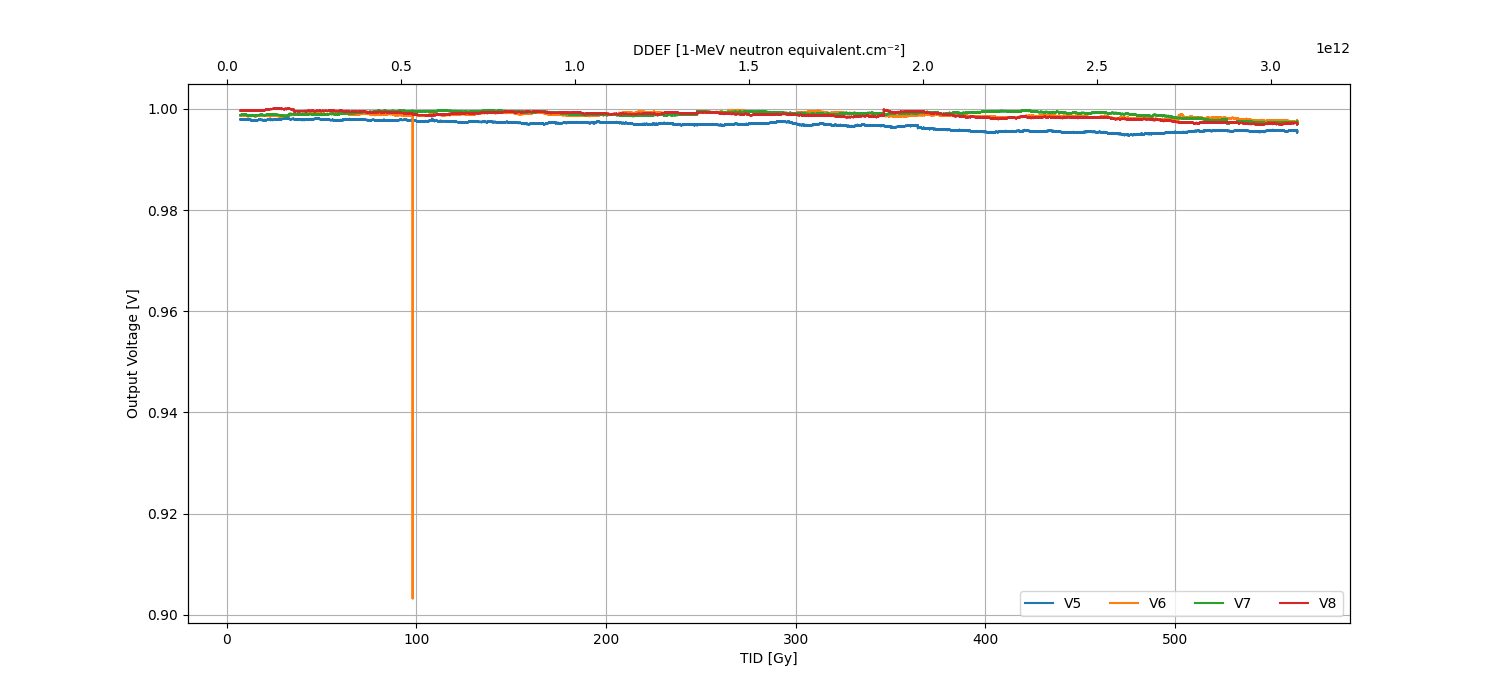 DDEF [1-MeV neutron equivalent.cm⁻²]
1e12
0.0 0.5 1.0 1.5 2.0 2.5 3.0
1.00
0.98
0.96
0.94
0.92
0.90
Output Voltage [V]
V5 V6 V7 V8
0 100 200 300 400 500
TID [Gy]